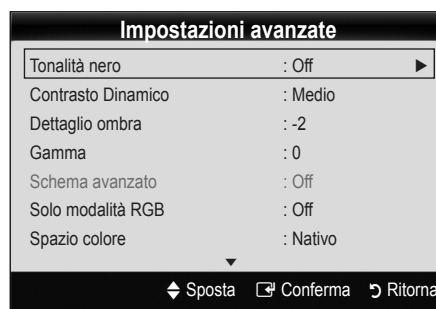 Impostazioni avanzate
Tonalità nero : Off
Contrasto Dinamico : Medio
Dettaglio ombra : -2
Gamma : 0
Schema avanzato : Off
Solo modalità RGB : Off
Spazio colore : Nativo
Sposta Conferma Ritorna